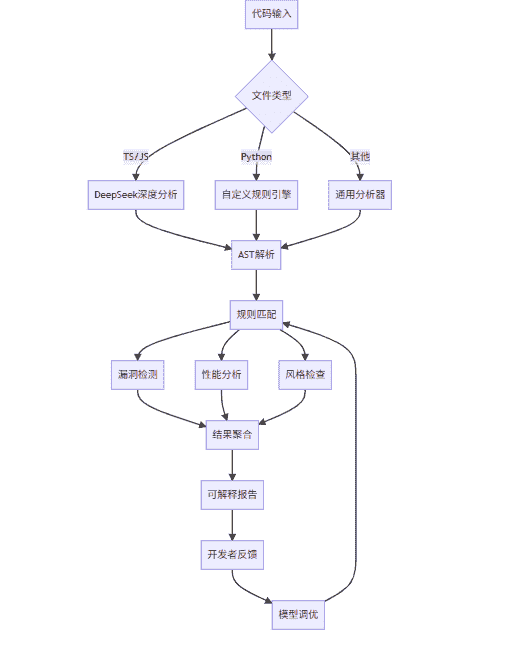 代码输入
文件类型
TS/JS
Python
其他
DeepSeek深度分析
自定义规则引擎
通用分析器
AST解析
规则匹配
漏洞检测
性能分析
风格检查
结果聚合
可解释报告
开发者反馈
模型调优